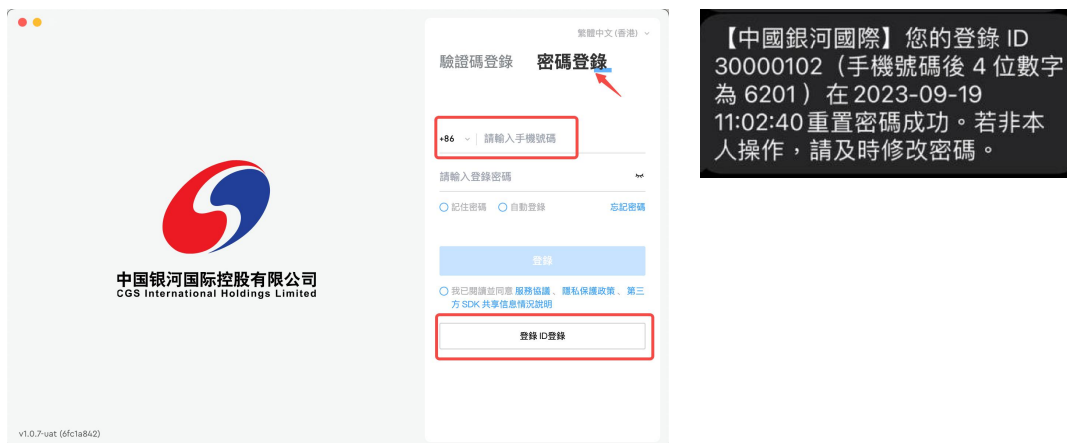 繁體中文(香港)
驗證碼登錄 密碼登錄
+86 請輸入手機號碼
請輸入登錄密碼
記住密碼 自動登錄 忘記密碼
登錄
我已閱讀並同意 服務協議、隱私保護政策、第三
方 SDK 共享信息情況說明
登錄 ID登錄
中国银河国际控股有限公司
CGS International Holdings Limited
v1.0.7-uat (6fc1a842)
【中國銀河國際】您的登錄 ID
30000102（手機號碼後 4 位數字
為 6201）在 2023-09-19
11:02:40 重置密碼成功。若非本
人操作，請及時修改密碼。